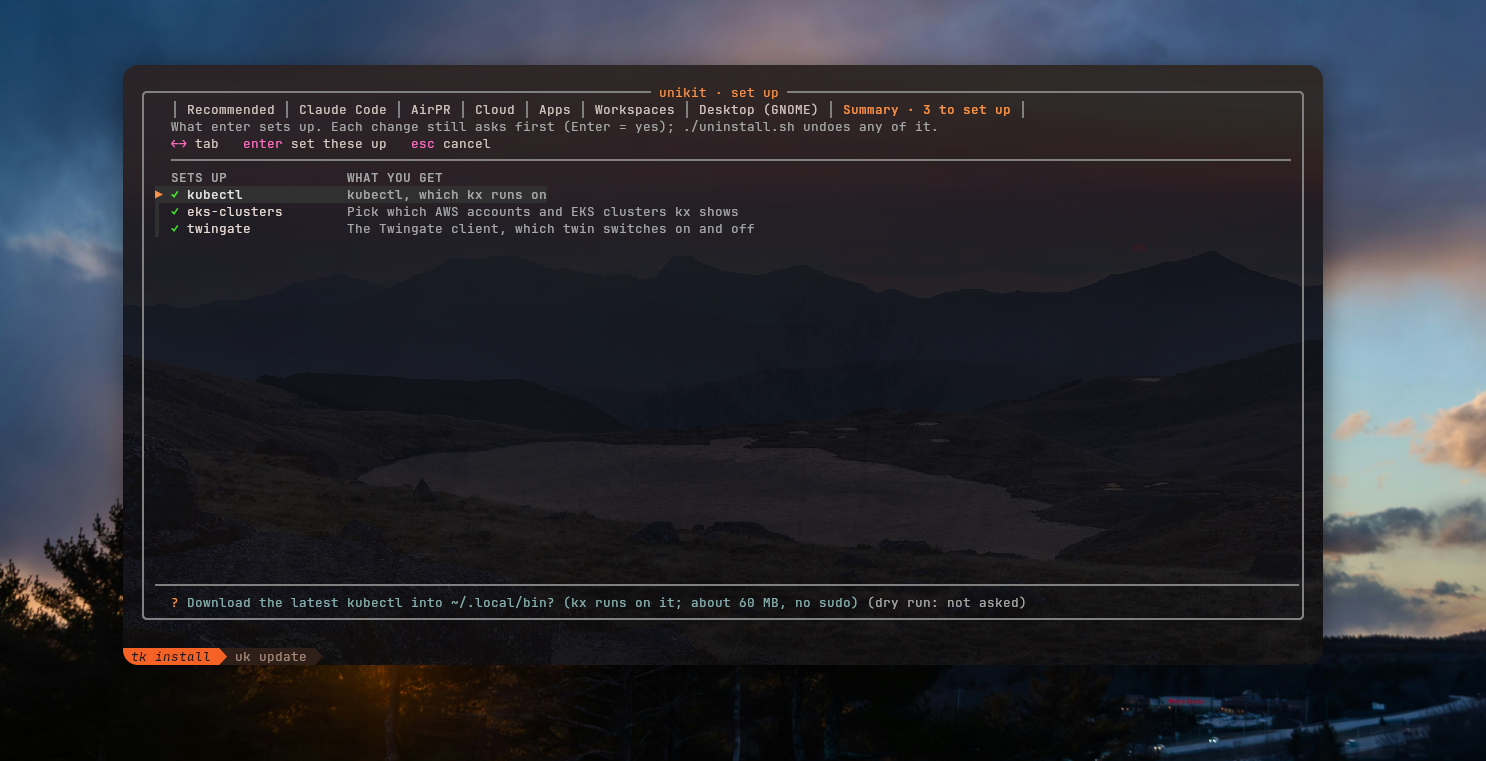 unikit · set up
│ Recommended │ Claude Code │ AirPR │ Cloud │ Apps │ Workspaces │ Desktop (GNOME) │ Summary · 3 to set up │
What enter sets up. Each change still asks first (Enter = yes); ./uninstall.sh undoes any of it.
↔ tab enter set these up esc cancel
SETS UP WHAT YOU GET
▶ ✓ kubectl kubectl, which kx runs on
✓ eks-clusters Pick which AWS accounts and EKS clusters kx shows
✓ twingate The Twingate client, which twin switches on and off
? Download the latest kubectl into ~/.local/bin? (kx runs on it; about 60 MB, no sudo) (dry run: not asked)
tk install uk update